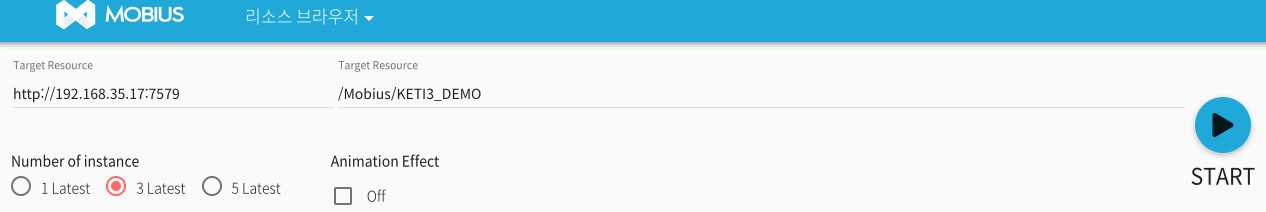 MOBIUS 리소스 브라우저
Target Resource Target Resource
http://192.168.35.17:7579 /Mobius/KETI3_DEMO
Number of instance Animation Effect
START
1 Latest 3 Latest 5 Latest Off